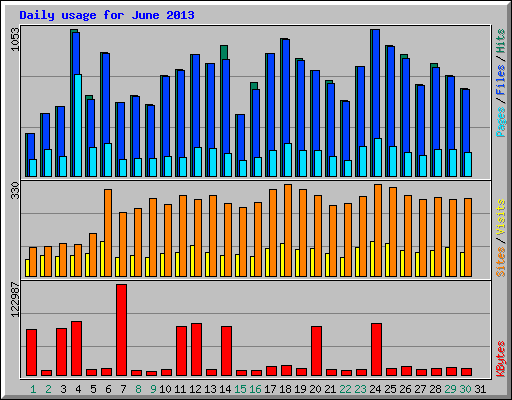 Daily usage for June 2013
1053
Pages / Files / Hits
330
Sites / Visits
122987
KBytes
1 2 3 4 5 6 7 8 9 10 11 12 13 14 15 16 17 18 19 20 21 22 23 24 25 26 27 28 29 30 31